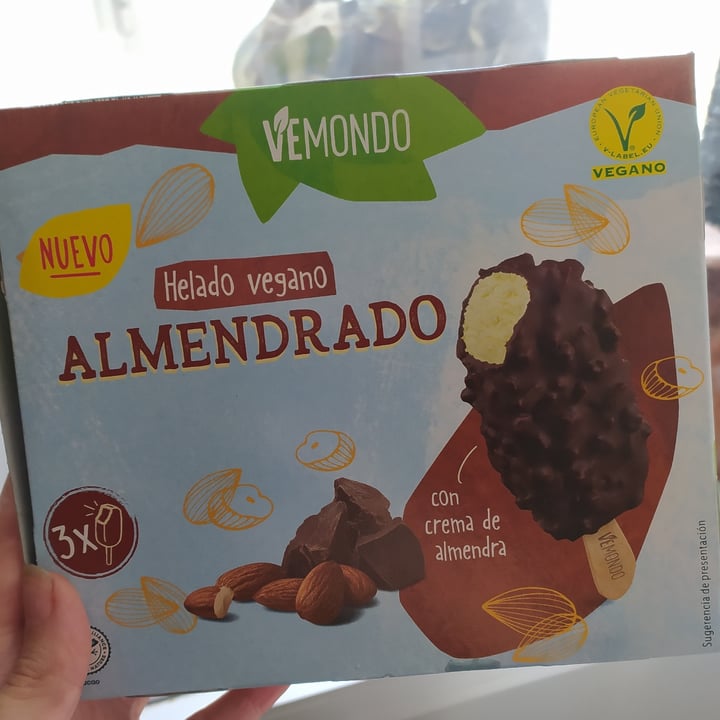 VEMONDO
EUROPEAN VEGETARIAN UNION
V-LABEL.EU
VEGANO
NUEVO
Helado vegano
ALMENDRADO
con
crema de
almendra
3x
VEMONDO
Sugerencia de presentación